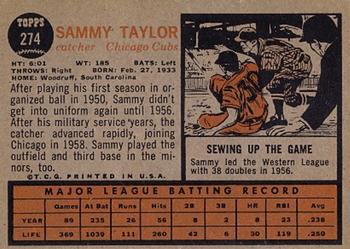 TOPPS
274
SAMMY TAYLOR
catcher Chicago Cubs
HT: 6:01 WT: 185 BATS: Left
THROWS: Right BORN: Feb. 27, 1933
HOME: Woodruff, South Carolina
After playing his first season in
organized ball in 1950, Sammy didn't
get into uniform again until 1956.
After his military service years, the
catcher advanced rapidly, joining
Chicago in 1958. Sammy played the
outfield and third base in the mi-
nors, too.
©T.C.G. PRINTED IN U.S.A.
SEWING UP THE GAME
Sammy led the Western League
with 38 doubles in 1956.
MAJOR LEAGUE BATTING RECORD
Games At Bat Runs Hits 2B 3B HR RBI Avg.
YEAR 89 235 26 56 8 2 8 23 .238
LIFE 369 1039 111 260 42 6 30 119 .250